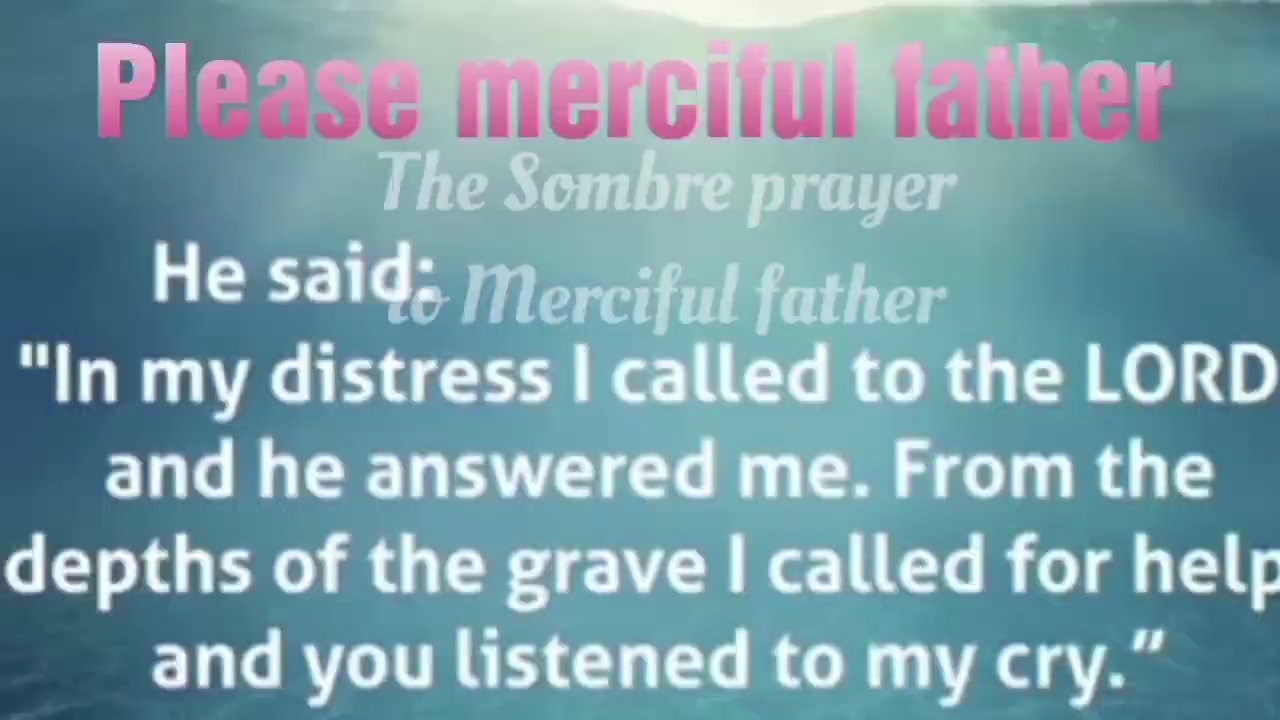 Please merciful father
The Sombre prayer
He said:
to Merciful father
"In my distress I called to the LORD
and he answered me. From the
depths of the grave I called for help
and you listened to my cry.”